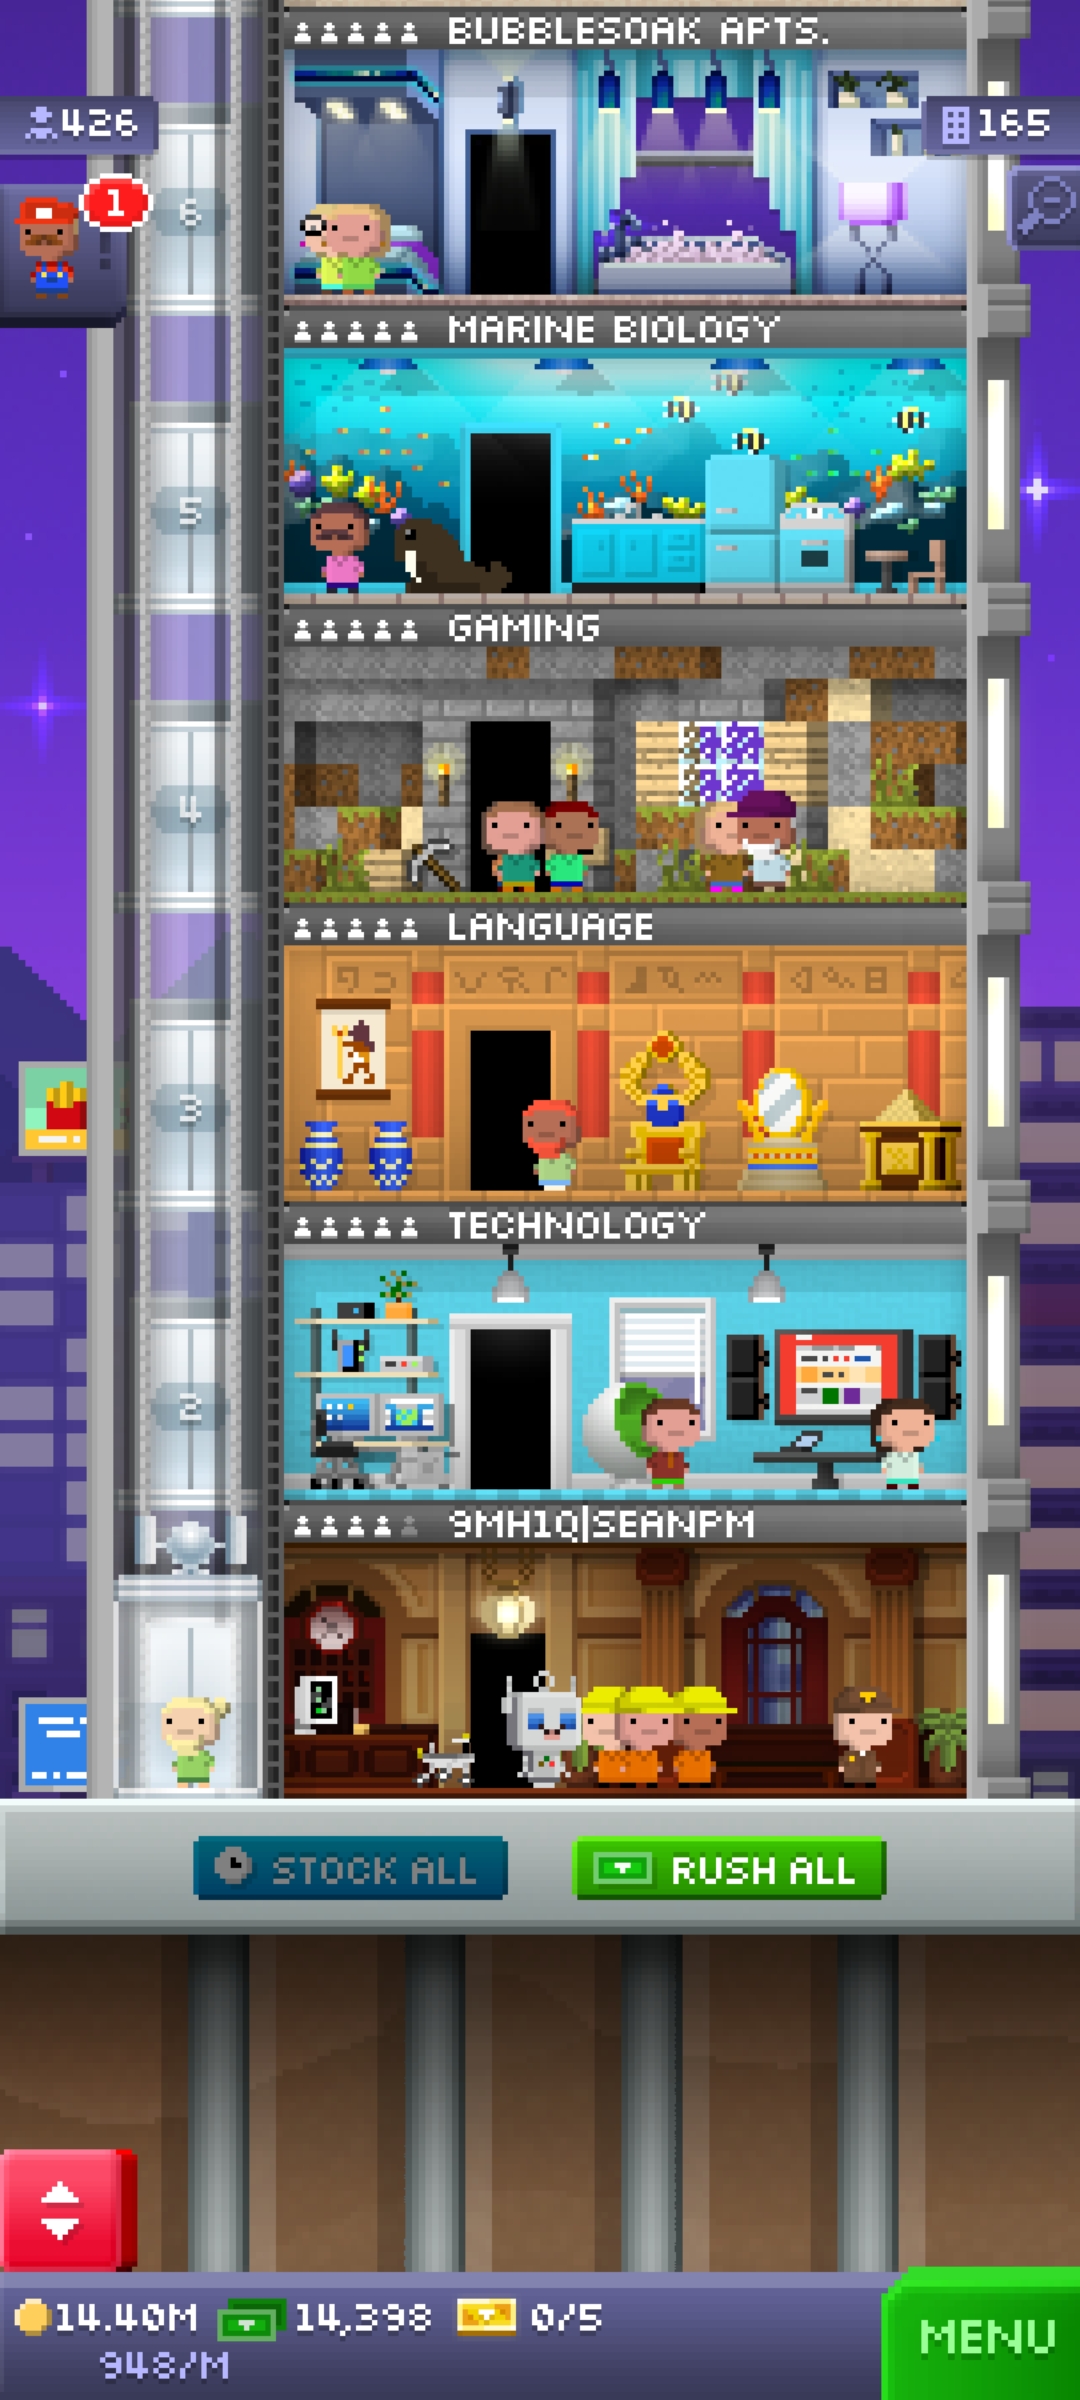 BUBBLESOAK APTS.
426
165
1
6
MARINE BIOLOGY
5
GAMING
4
LANGUAGE
3
TECHNOLOGY
2
9MH1Q|SEANPM
STOCK ALL
RUSH ALL
14.40M
14,398
0/5
948/M
MENU